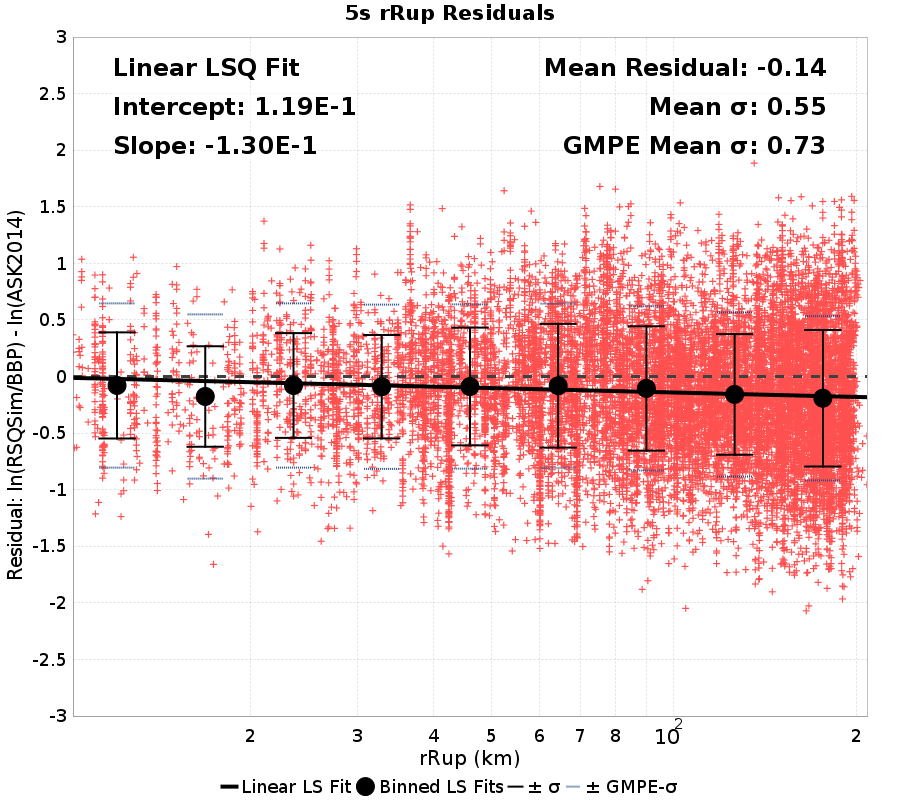 5s rRup Residuals
Linear LSQ Fit
Intercept: 1.19E-1
Slope: -1.30E-1
Mean Residual: -0.14
Mean σ: 0.55
GMPE Mean σ: 0.73
Residual: ln(RSQSim/BBP) - ln(ASK2014)
3
2.5
2
1.5
1
0.5
0
-0.5
-1
-1.5
-2
-2.5
-3
2 3 4 5 6 7 8 10² 2
rRup (km)
Linear LS Fit Binned LS Fits ± σ ± GMPE-σ